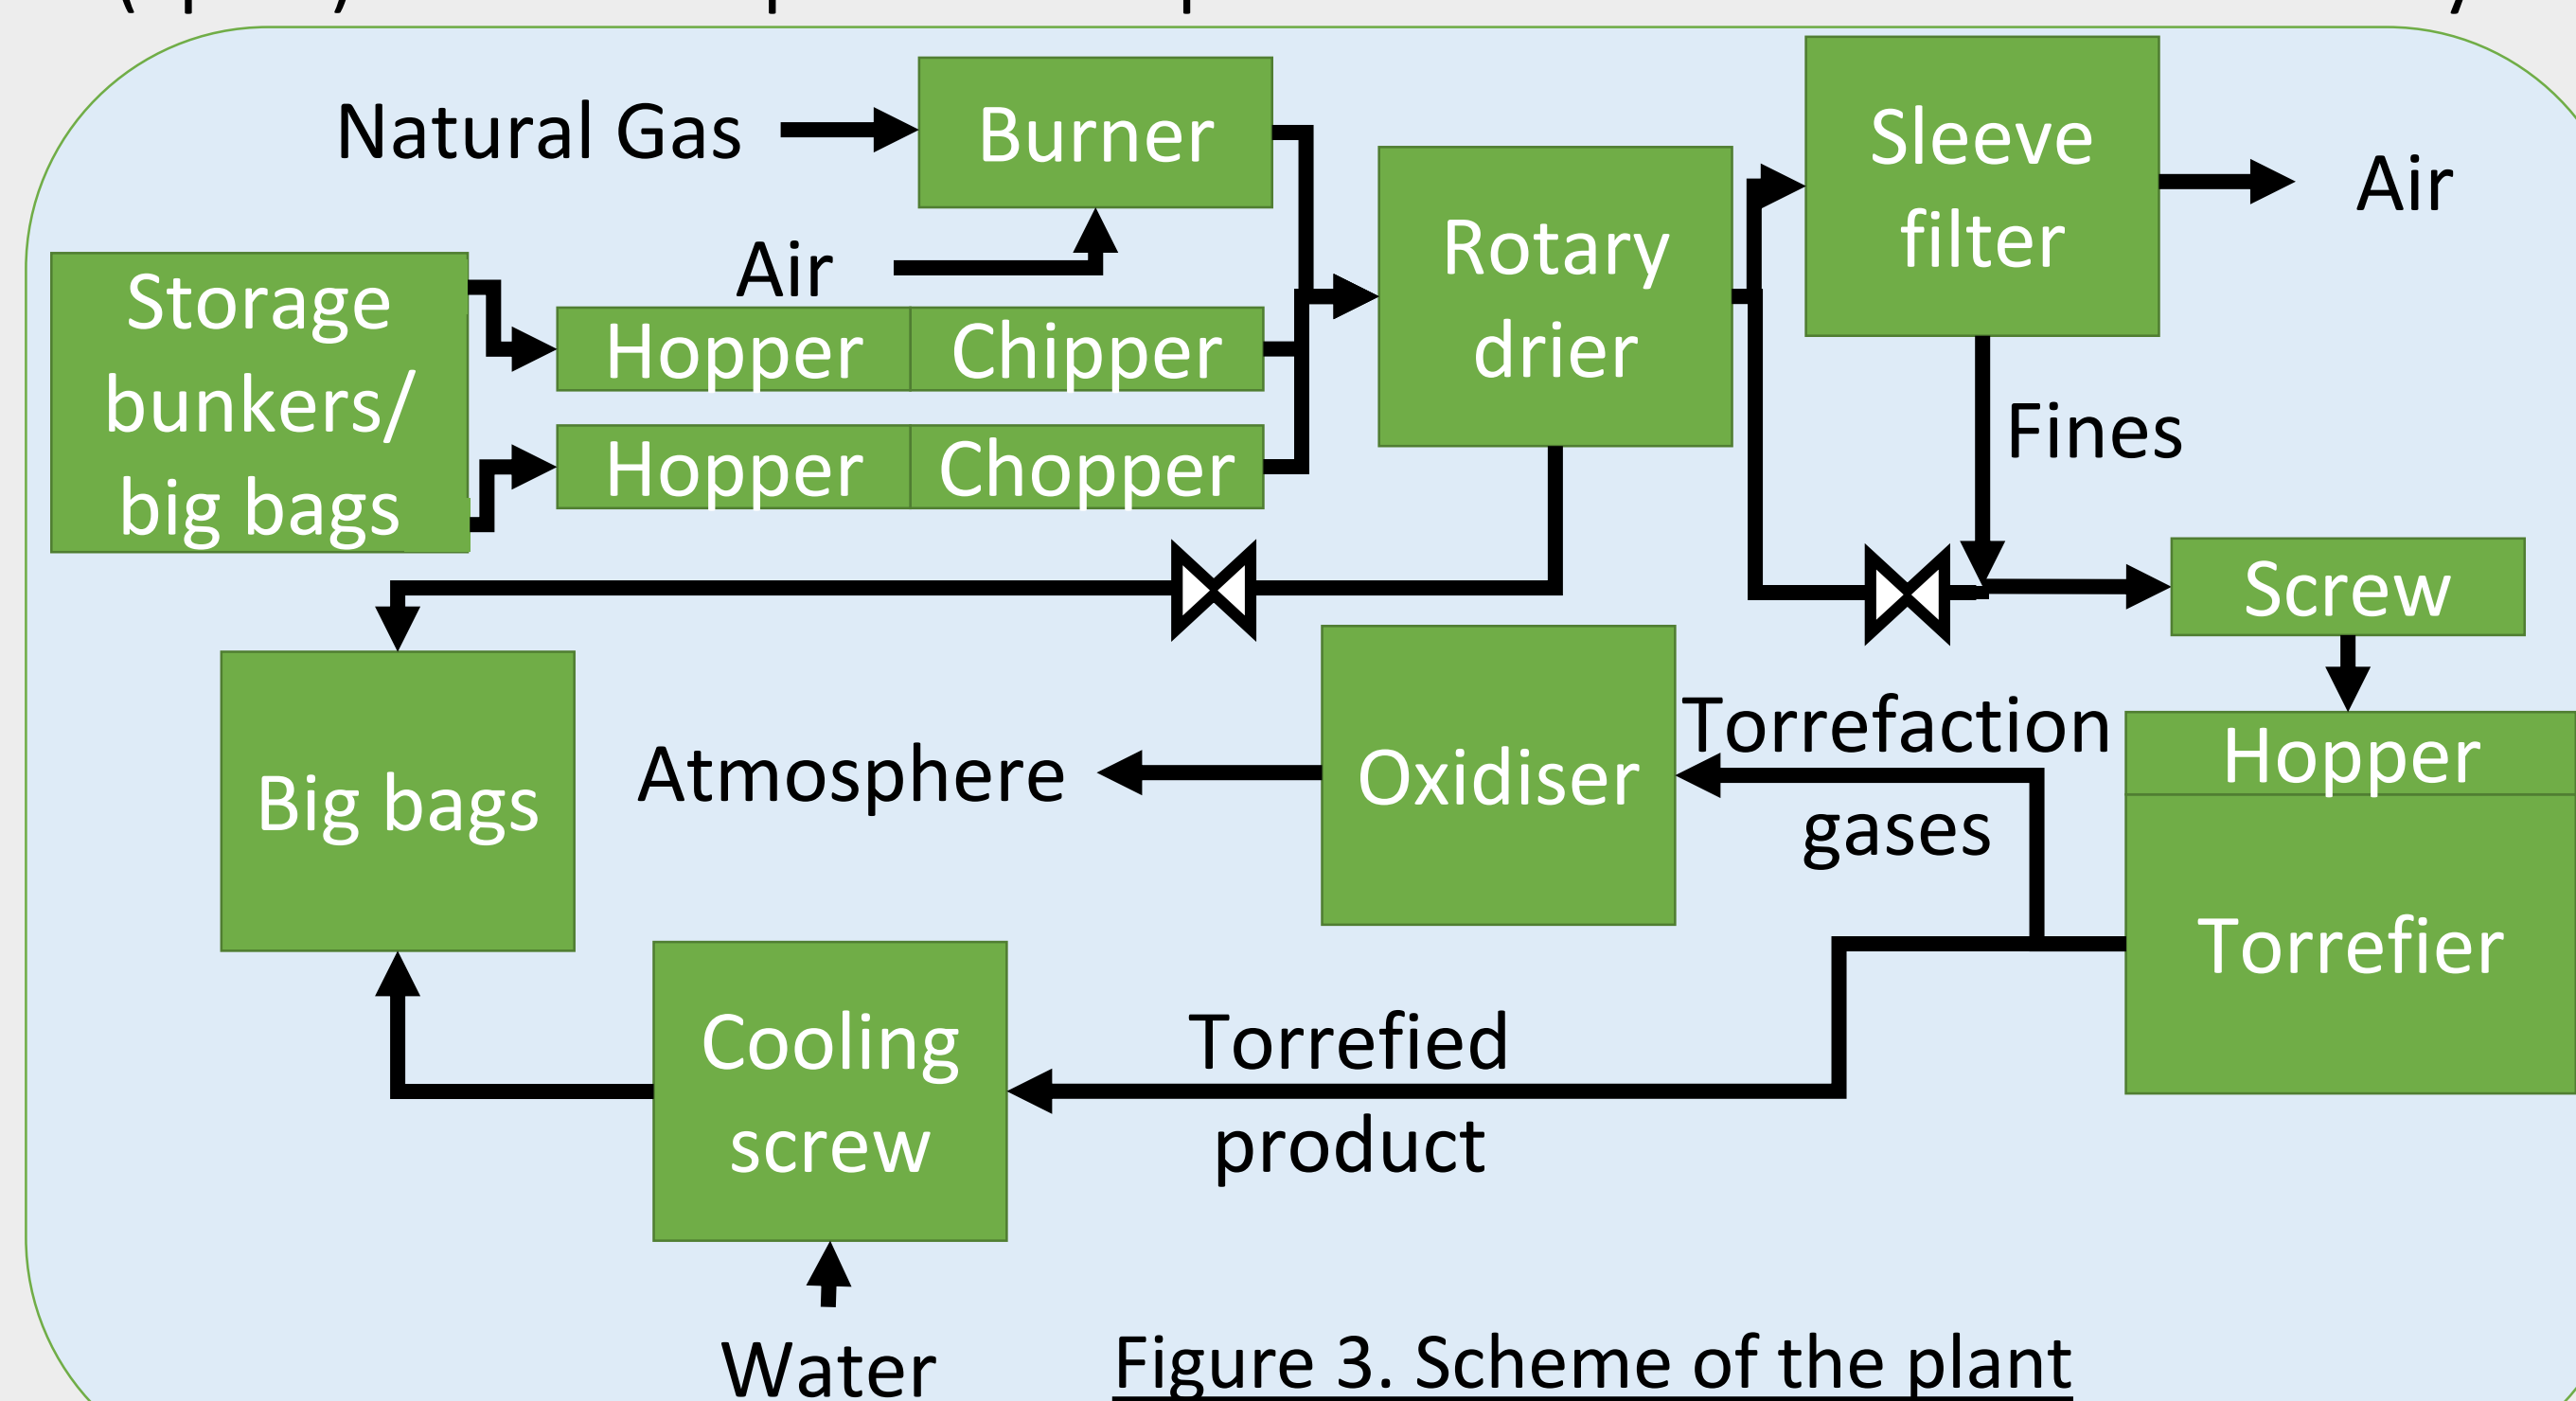 Natural Gas
Burner
Sleeve
filter
Air
Rotary
drier
Air
Storage
bunkers/
big bags
Hopper
Chipper
Hopper
Chopper
Fines
Screw
Big bags
Atmosphere
Oxidiser
Torrefaction
gases
Hopper
Torrefier
Cooling
screw
Torrefied
product
Water
Figure 3. Scheme of the plant